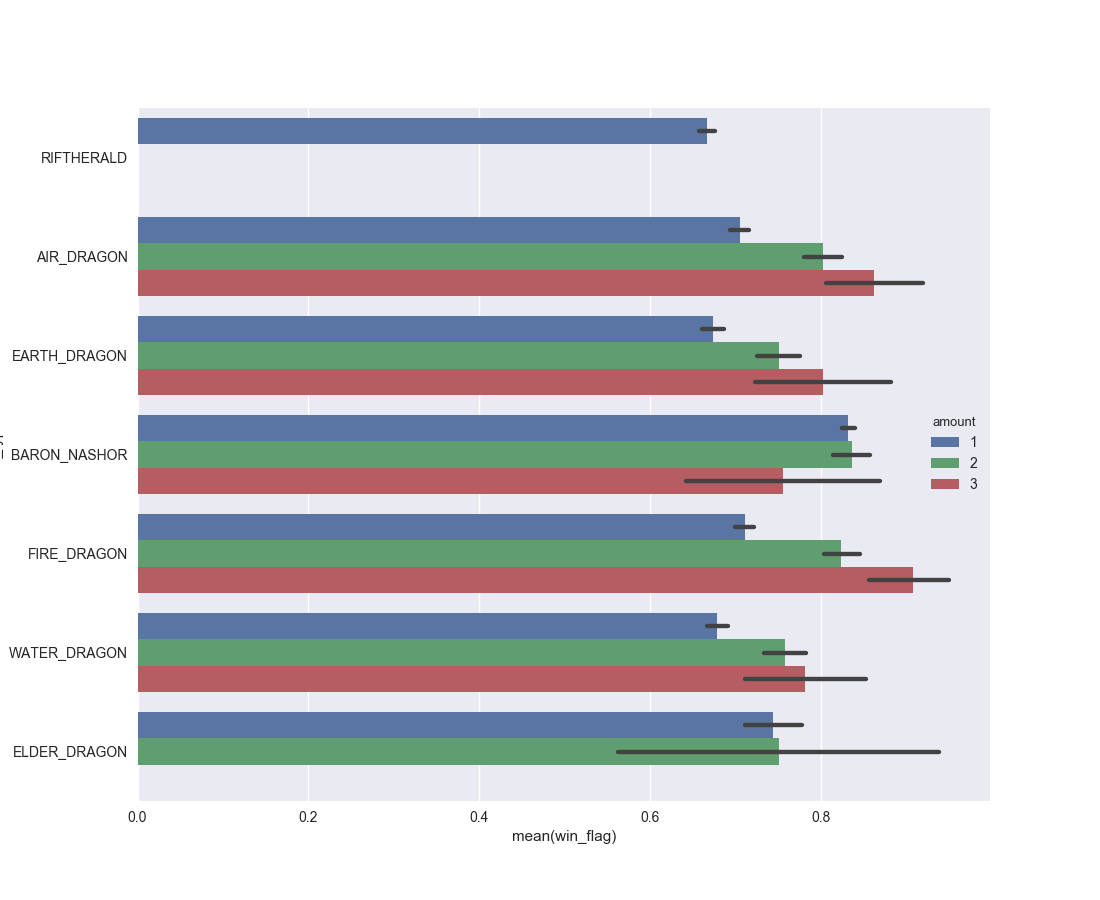 RIFTHERALD
AIR_DRAGON
EARTH_DRAGON
BARON_NASHOR
FIRE_DRAGON
WATER_DRAGON
ELDER_DRAGON
amount
1
2
3
0.0 0.2 0.4 0.6 0.8
mean(win_flag)